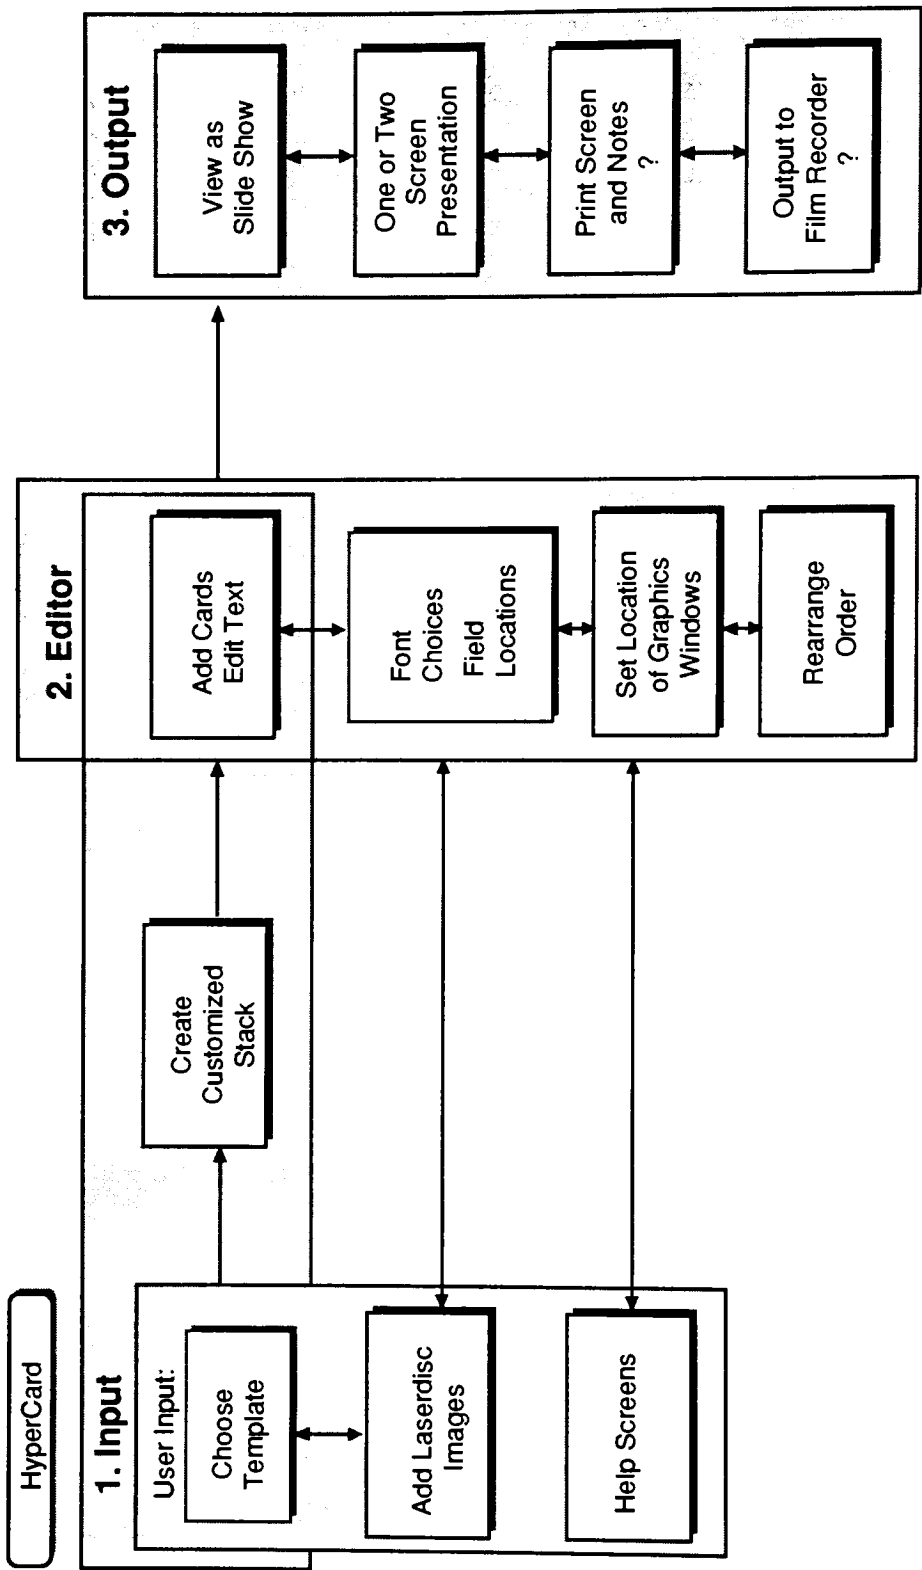 HyperCard
1. Input
User Input:
Choose
Template
Add Laserdisc
Images
Help Screens
Create
Customized
Stack
2. Editor
Add Cards
Edit Text
Font
Choices
Field
Locations
Set Location
of Graphics
Windows
Rearrange
Order
3. Output
View as
Slide Show
One or Two
Screen
Presentation
Print Screen
and Notes
?
Output to
Film Recorder
?